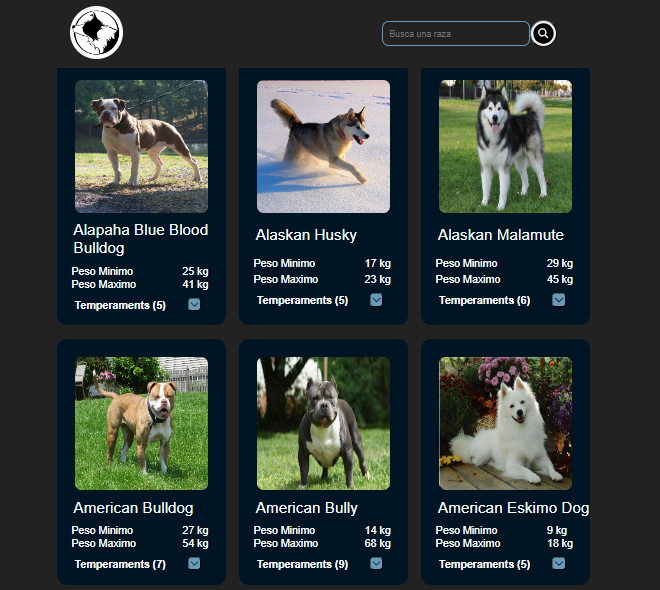 Busca una raza
Alapaha Blue Blood
Bulldog
Peso Minimo 25 kg
Peso Maximo 41 kg
Temperaments (5)
Alaskan Husky
Peso Minimo 17 kg
Peso Maximo 23 kg
Temperaments (5)
Alaskan Malamute
Peso Minimo 29 kg
Peso Maximo 45 kg
Temperaments (6)
American Bulldog
Peso Minimo 27 kg
Peso Maximo 54 kg
Temperaments (7)
American Bully
Peso Minimo 14 kg
Peso Maximo 68 kg
Temperaments (9)
American Eskimo Dog
Peso Minimo 9 kg
Peso Maximo 18 kg
Temperaments (5)